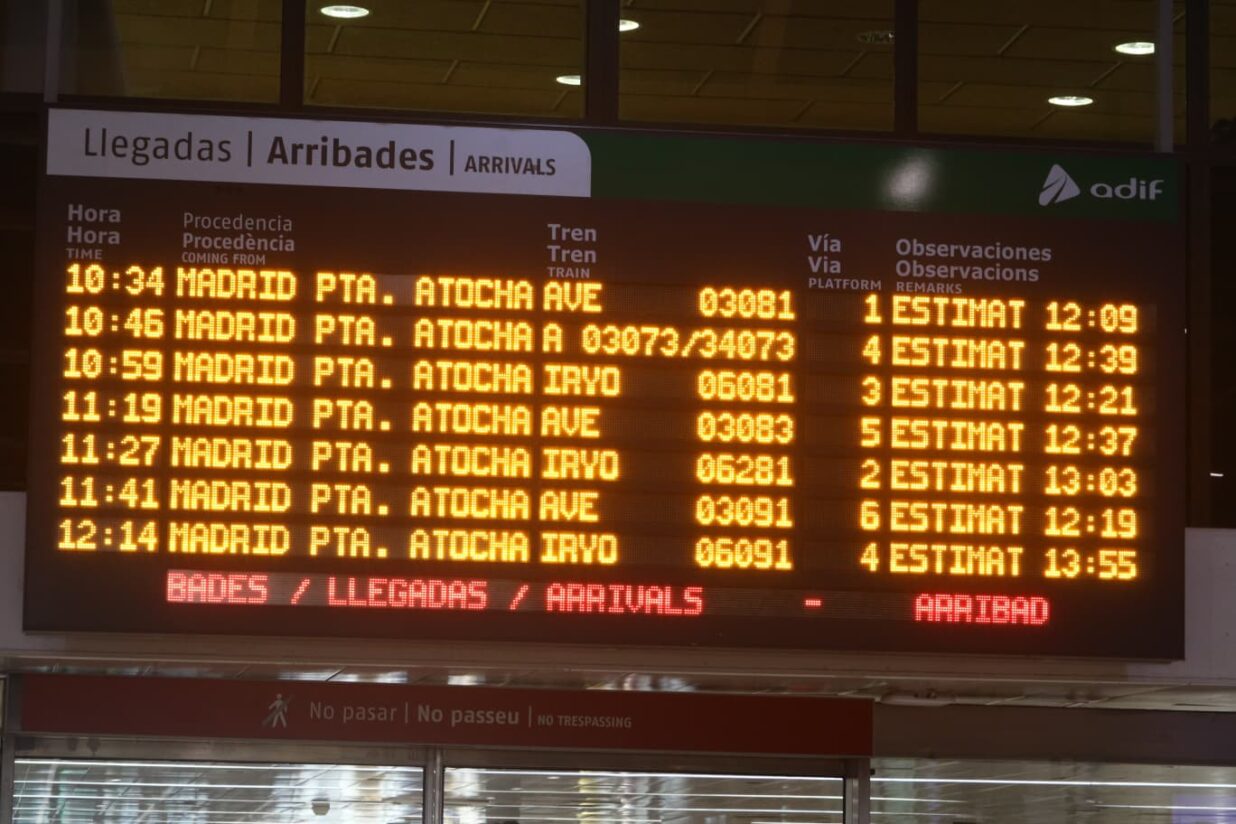 Llegadas | Arribades | ARRIVALS
adif
Hora Procedencia Tren Vía Observaciones
Hora Procedència Tren Via Observacions
TIME COMING FROM TRAIN PLATFORM REMARKS
10:34 MADRID PTA. ATOCHA AVE 03081 1 ESTIMAT 12:09
10:46 MADRID PTA. ATOCHA A 03073/34073 4 ESTIMAT 12:39
10:59 MADRID PTA. ATOCHA IRYO 06081 3 ESTIMAT 12:21
11:19 MADRID PTA. ATOCHA AVE 03083 5 ESTIMAT 12:37
11:27 MADRID PTA. ATOCHA IRYO 06281 2 ESTIMAT 13:03
11:41 MADRID PTA. ATOCHA AVE 03091 6 ESTIMAT 12:19
12:14 MADRID PTA. ATOCHA IRYO 06091 4 ESTIMAT 13:55
BADES / LLEGADAS / ARRIVALS - ARRIBAD
No pasar | No passeu | NO TRESPASSING